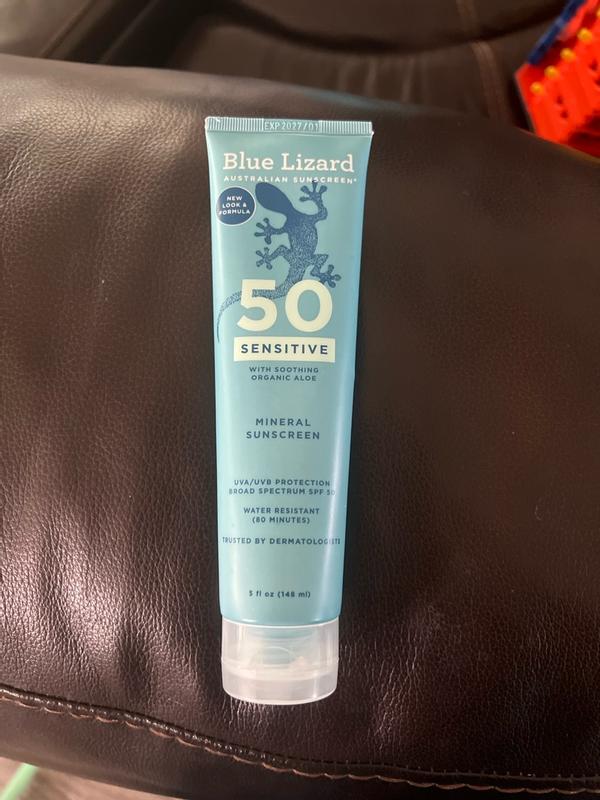 EXP 2027/01
Blue Lizard
AUSTRALIAN SUNSCREEN®
NEW
LOOK &
FORMULA
50
SENSITIVE
WITH SOOTHING
ORGANIC ALOE
MINERAL
SUNSCREEN
UVA/UVB PROTECTION
BROAD SPECTRUM SPF 50
WATER RESISTANT
(80 MINUTES)
TRUSTED BY DERMATOLOGISTS
5 fl oz (148 ml)